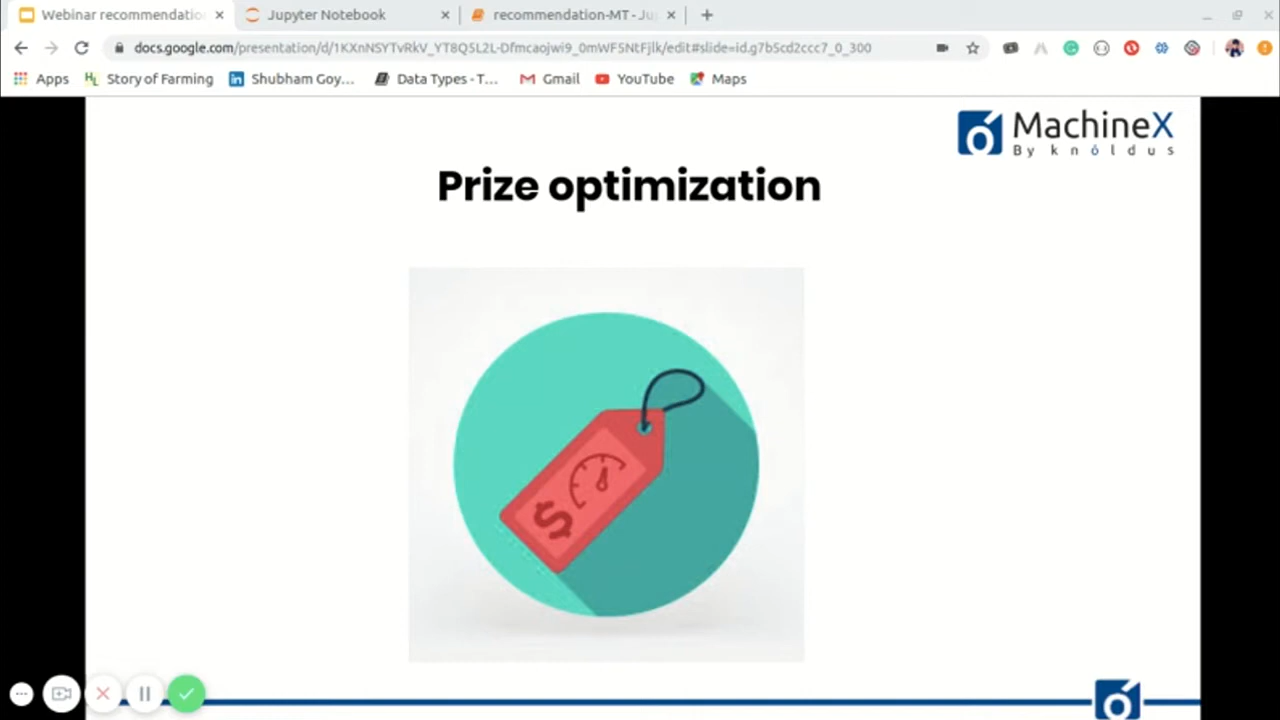 Webinar recommendatio
Jupyter Notebook
recommendation-MT - Ju
docs.google.com/presentation/d/1KXnNSYTvRkV_YT8Q5L2L-Dfmcaojwi9_0mWF5NtFjlk/edit#slide=id.g7b5cd2ccc7_0_300
Apps
Story of Farming
Shubham Goy...
Data Types - T...
Gmail
YouTube
Maps
MachineX
By knóldus
Prize optimization
$